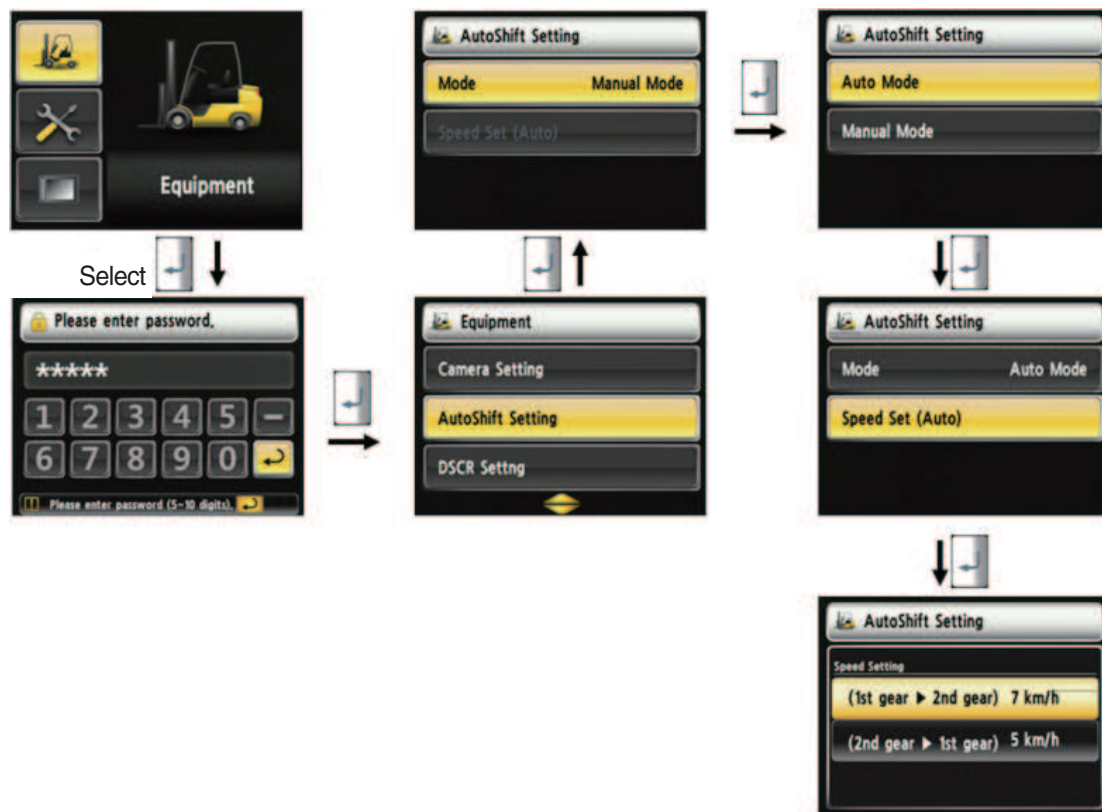 Equipment
Select
Please enter password.
*****
1 2 3 4 5 –
6 7 8 9 0
Please enter password (5~10 digits).
Equipment
Camera Setting
AutoShift Setting
DSCR Settng
AutoShift Setting
Mode Manual Mode
Speed Set (Auto)
AutoShift Setting
Auto Mode
Manual Mode
AutoShift Setting
Mode Auto Mode
Speed Set (Auto)
AutoShift Setting
Speed Setting
(1st gear ▶ 2nd gear) 7 km/h
(2nd gear ▶ 1st gear) 5 km/h